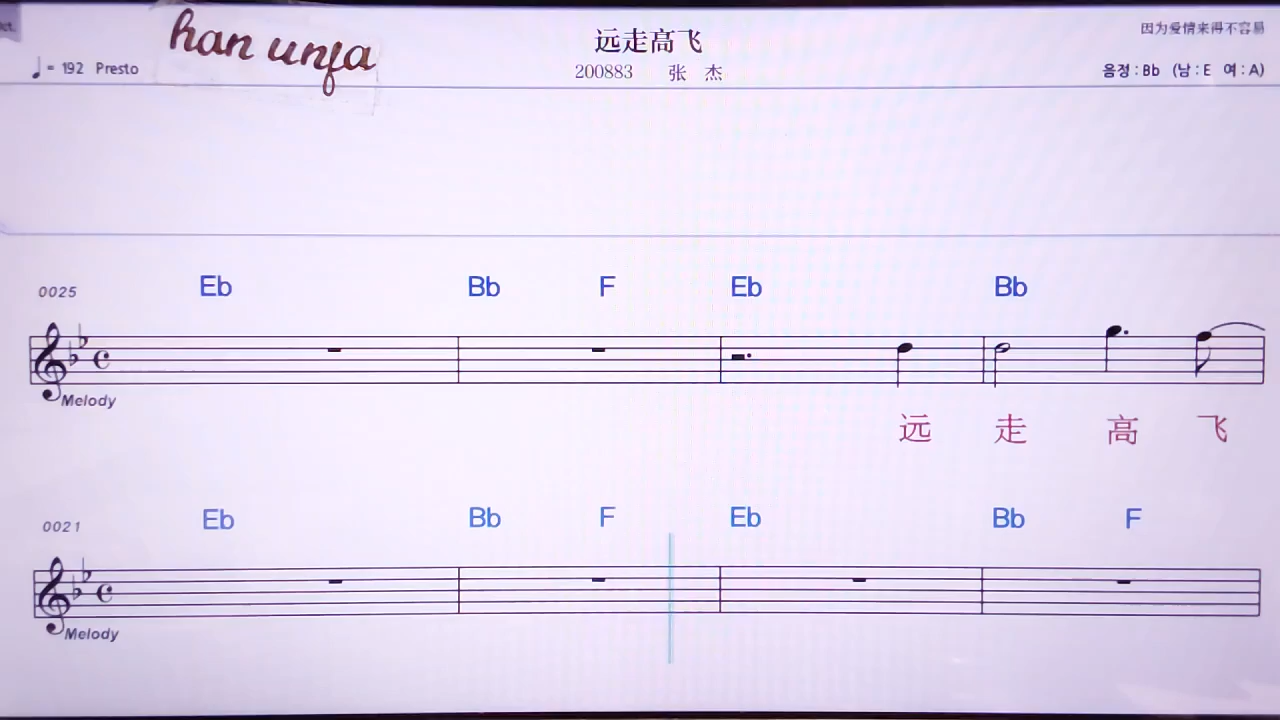 han unfa
远走高飞
因为爱情来得不容易
♩= 192 Presto
200883 张 杰
음정 : Bb (남 : E 여 : A)
0025 Eb Bb F Eb Bb
Melody
远 走 高 飞
0021 Eb Bb F Eb Bb F
Melody